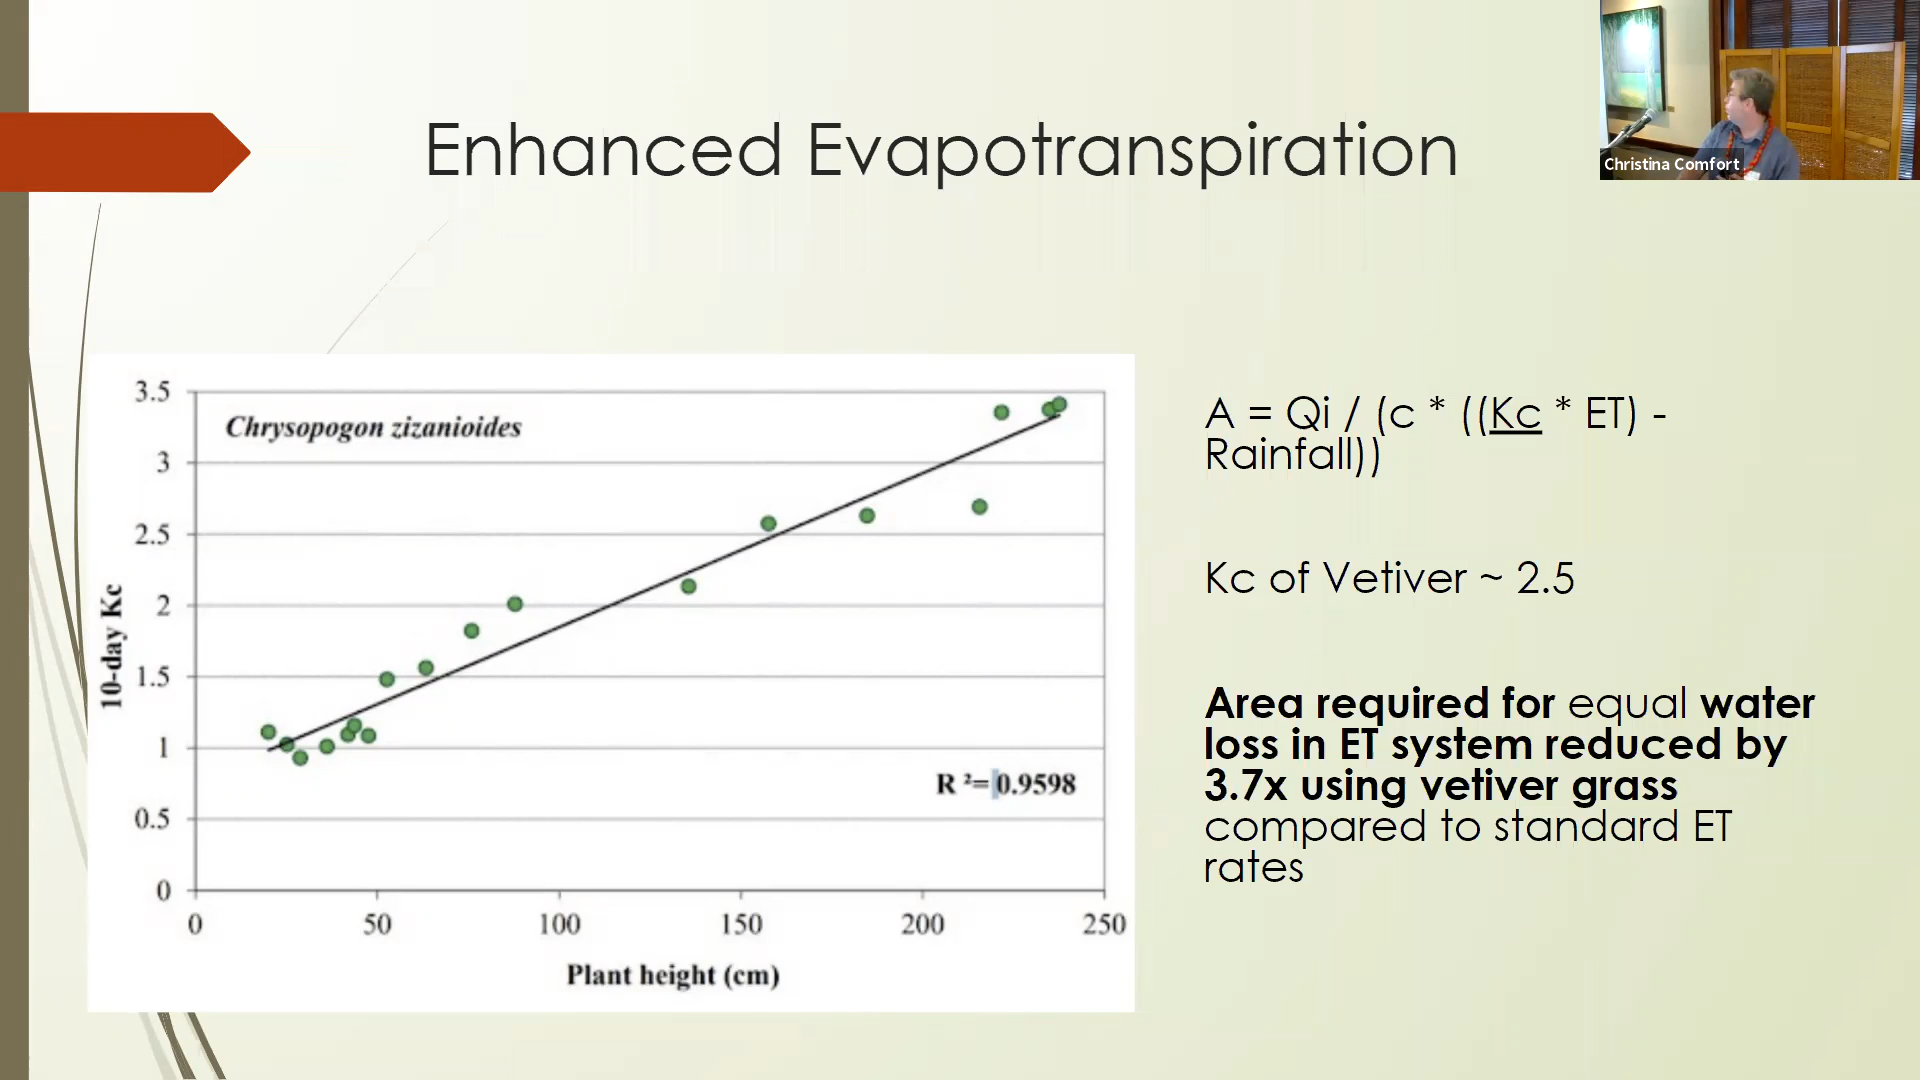 Enhanced Evapotranspiration
Christina Comfort
3.5
3
2.5
2
1.5
1
0.5
0
10-day Kc
Chrysopogon zizanioides
R ²= 0.9598
0 50 100 150 200 250
Plant height (cm)
A = Qi / (c * ((Kc * ET) -
Rainfall))
Kc of Vetiver ~ 2.5
Area required for equal water
loss in ET system reduced by
3.7x using vetiver grass
compared to standard ET
rates